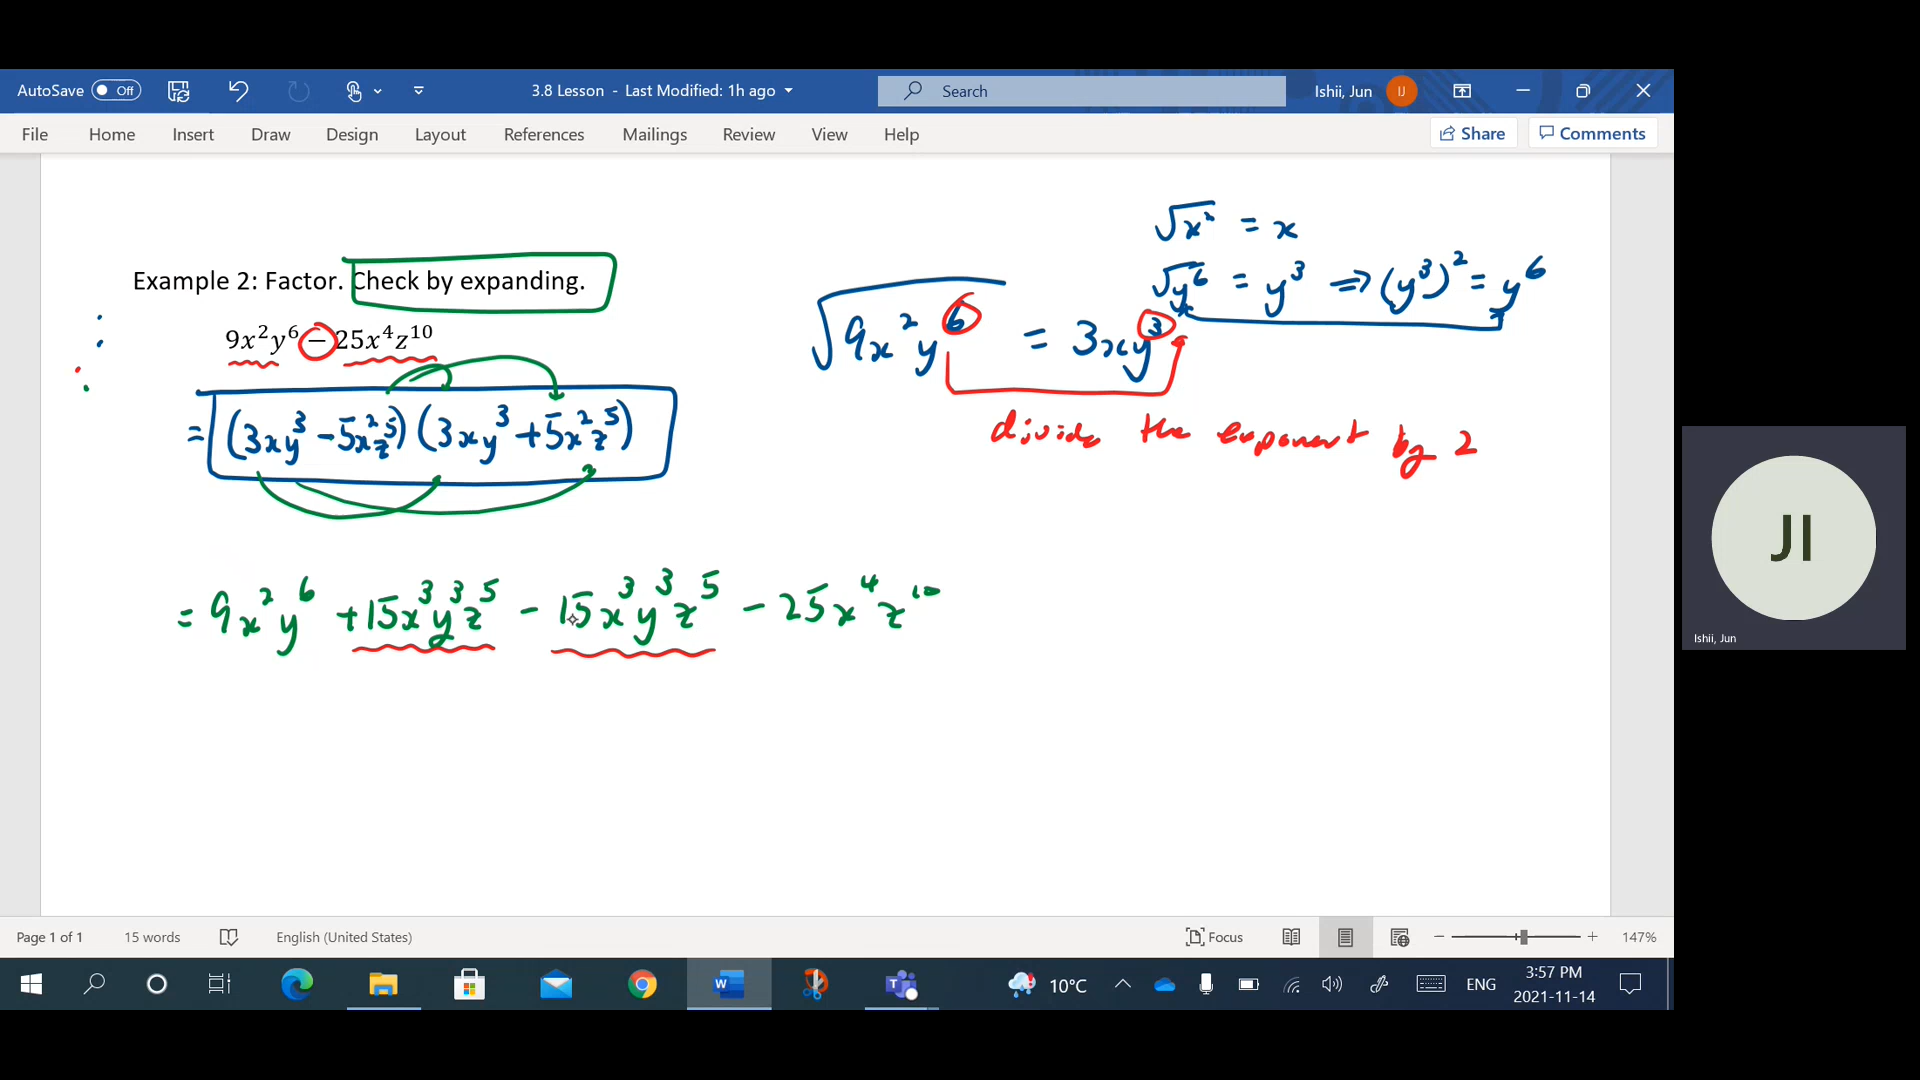 AutoSave Off 3.8 Lesson - Last Modified: 1h ago Search Ishii, Jun IJ
File Home Insert Draw Design Layout References Mailings Review View Help Share Comments
Example 2: Factor. Check by expanding.
9x²y⁶ − 25x⁴z¹⁰
= (3xy³ - 5x²z⁵)(3xy³ + 5x²z⁵)
= 9x²y⁶ + 15x³y³z⁵ - 15x³y³z⁵ - 25x⁴z¹⁰
√x² = x
√y⁶ = y³ ⇒ (y³)² = y⁶
√9x²y⁶ = 3xy³
divide the exponent by 2
JI
Ishii, Jun
Page 1 of 1 15 words English (United States) Focus 147%
10°C ENG 3:57 PM
2021-11-14